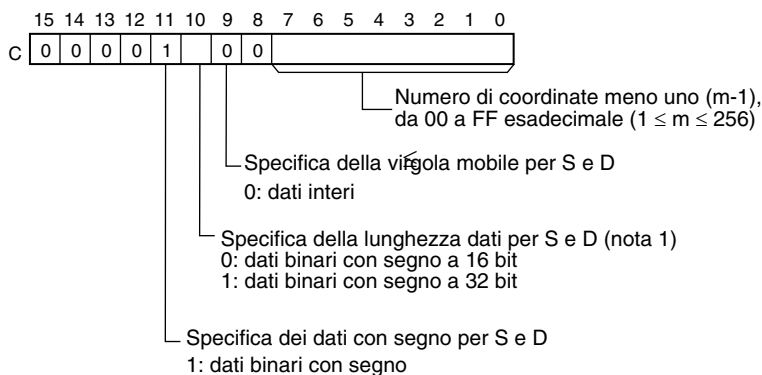 15 14 13 12 11 10 9 8 7 6 5 4 3 2 1 0
C 0 0 0 0 1 0 0
Numero di coordinate meno uno (m-1),
da 00 a FF esadecimale (1 ≤ m ≤ 256)
Specifica della virgola mobile per S e D
0: dati interi
Specifica della lunghezza dati per S e D (nota 1)
0: dati binari con segno a 16 bit
1: dati binari con segno a 32 bit
Specifica dei dati con segno per S e D
1: dati binari con segno